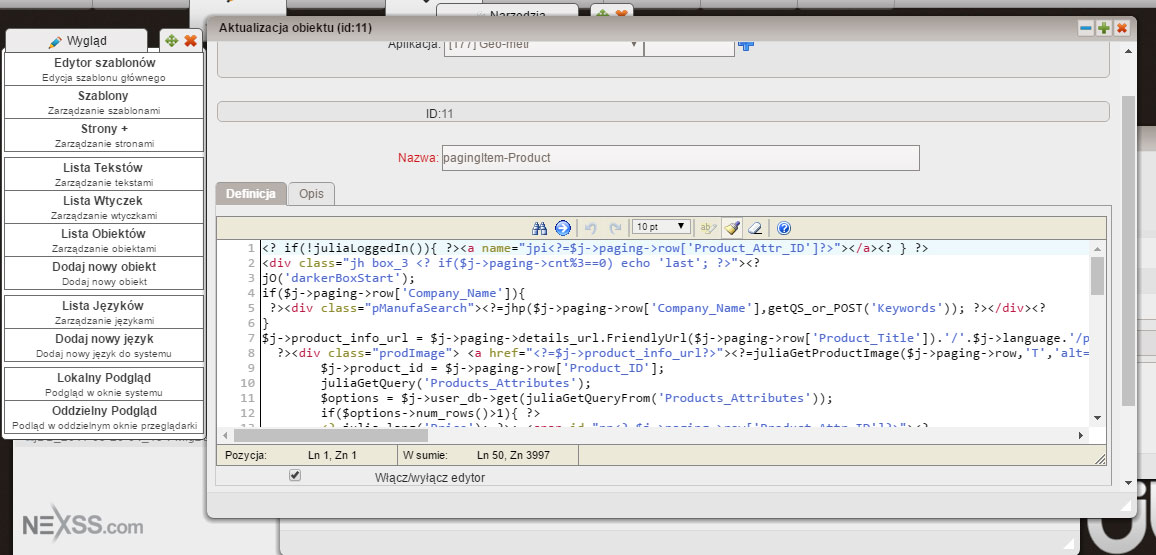 Narzędzia
Wygląd
Edytor szablonów
Edycja szablonu głównego
Szablony
Zarządzanie szablonami
Strony +
Zarządzanie stronami
Lista Tekstów
Zarządzanie tekstami
Lista Wtyczek
Zarządzanie wtyczkami
Lista Obiektów
Zarządzanie obiektami
Dodaj nowy obiekt
Dodaj nowy obiekt
Lista Języków
Zarządzanie językami
Dodaj nowy język
Dodaj nowy język do systemu
Lokalny Podgląd
Podgląd w oknie systemu
Oddzielny Podgląd
Podląd w oddzielnym oknie przeglądarki
NEXSS.com
Aktualizacja obiektu (id:11)
Aplikacja: [177] Geo-metr
ID:11
Nazwa: pagingItem-Product
Definicja Opis
10 pt
1 <? if(!juliaLoggedIn()){ ?><a name="jpi<?=$j->paging->row['Product_Attr_ID']?>"></a><? } ?>
2 <div class="jh box_3 <? if($j->paging->cnt%3==0) echo 'last'; ?>"><?
3 jO('darkerBoxStart');
4 if($j->paging->row['Company_Name']){
5 ?><div class="pManufaSearch"><?=jhp($j->paging->row['Company_Name'],getQS_or_POST('Keywords')); ?></div><?
6 }
7 $j->product_info_url = $j->paging->details_url.FriendlyUrl($j->paging->row['Product_Title']).'/'.$j->language.'/p
8 ?><div class="prodImage"> <a href="<?=$j->product_info_url?>"><?=juliaGetProductImage($j->paging->row,'T','alt=
9 $j->product_id = $j->paging->row['Product_ID'];
10 juliaGetQuery('Products_Attributes');
11 $options = $j->user_db->get(juliaGetQueryFrom('Products_Attributes'));
12 if($options->num_rows()>1){ ?>
Pozycja: Ln 1, Zn 1 W sumie: Ln 50, Zn 3997
Włącz/wyłącz edytor